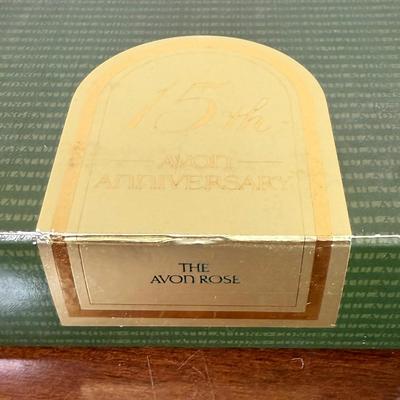 15th
AVON
ANNIVERSARY
THE
AVON ROSE